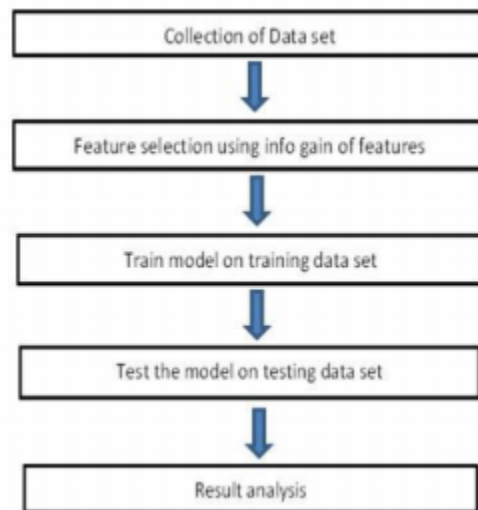 Collection of Data set
Feature selection using info gain of features
Train model on training data set
Test the model on testing data set
Result analysis